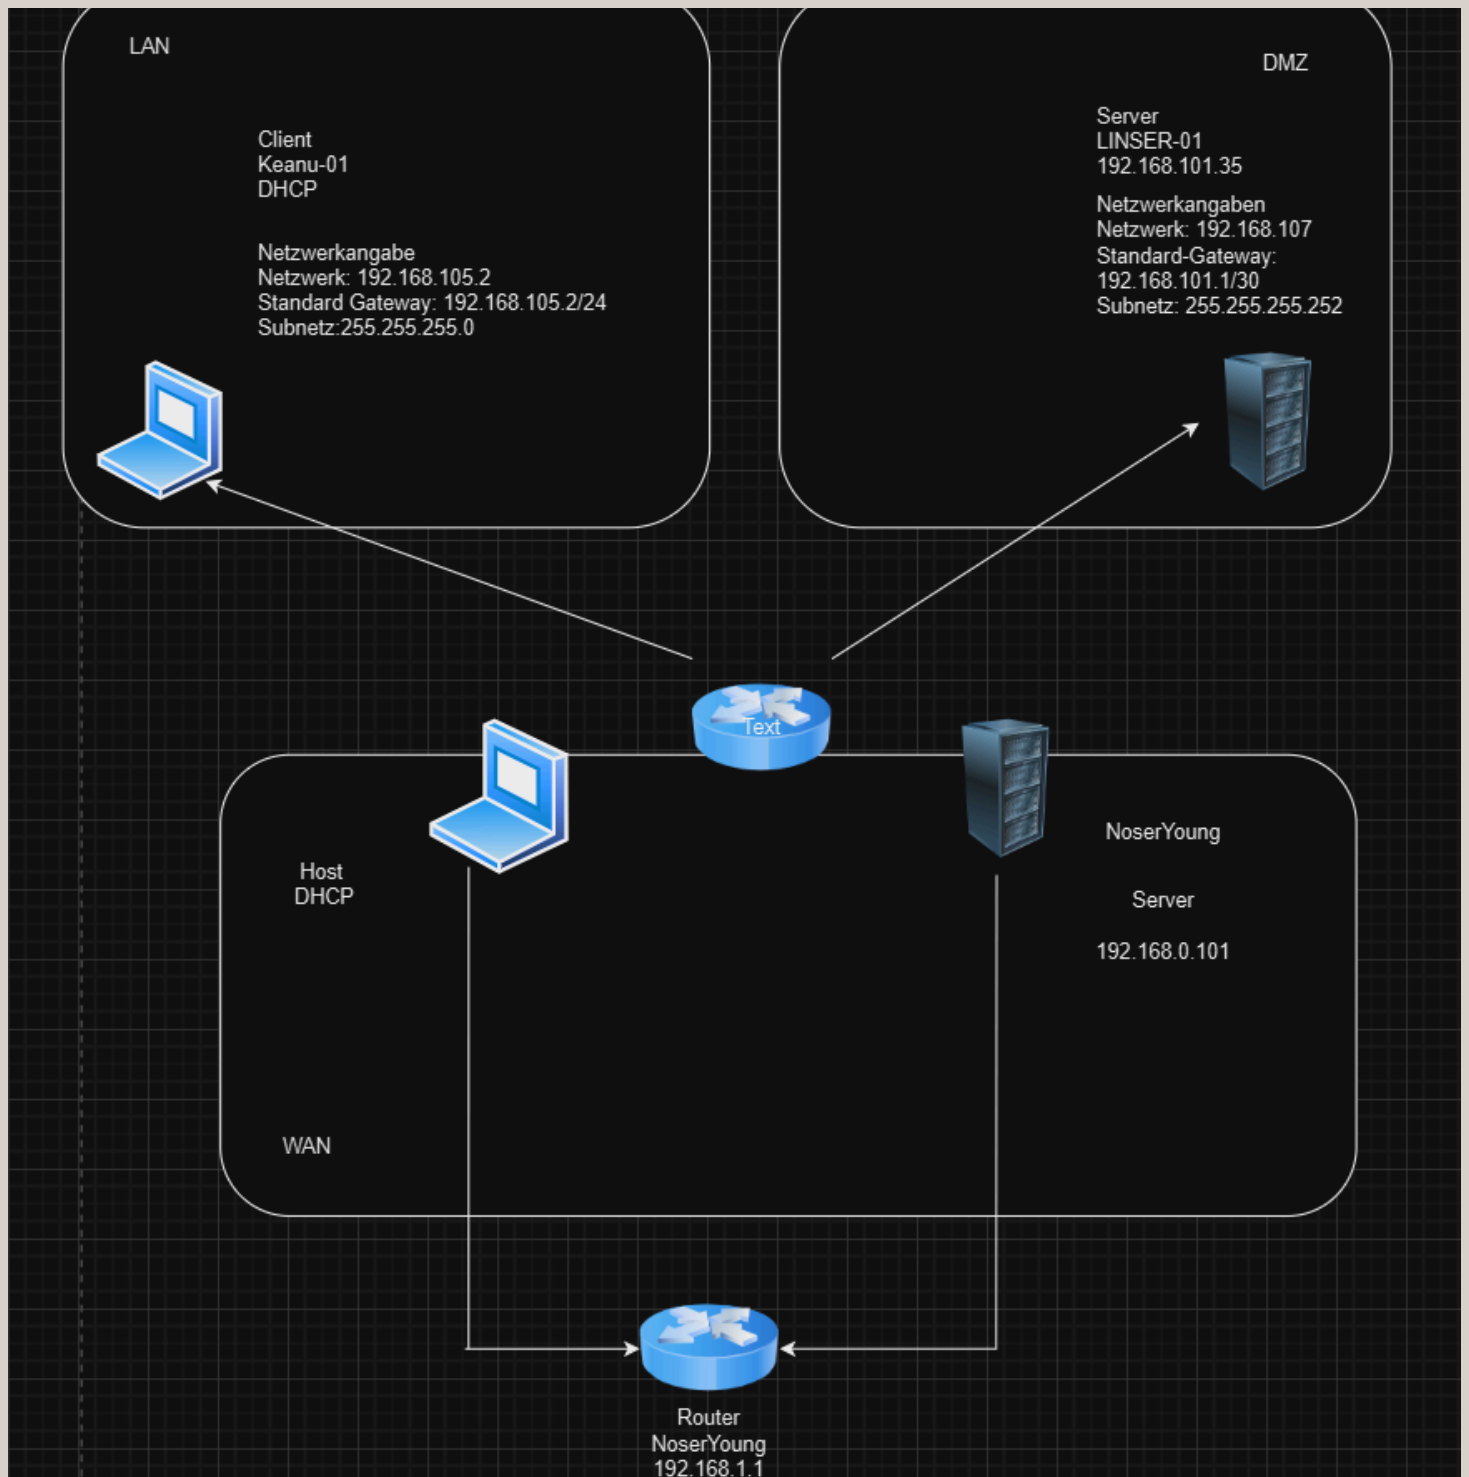 LAN
Client
Keanu-01
DHCP
Netzwerkangabe
Netzwerk: 192.168.105.2
Standard Gateway: 192.168.105.2/24
Subnetz:255.255.255.0
DMZ
Server
LINSER-01
192.168.101.35
Netzwerkangaben
Netzwerk: 192.168.107
Standard-Gateway:
192.168.101.1/30
Subnetz: 255.255.255.252
Text
Host
DHCP
NoserYoung
Server
192.168.0.101
WAN
Router
NoserYoung
192.168.1.1